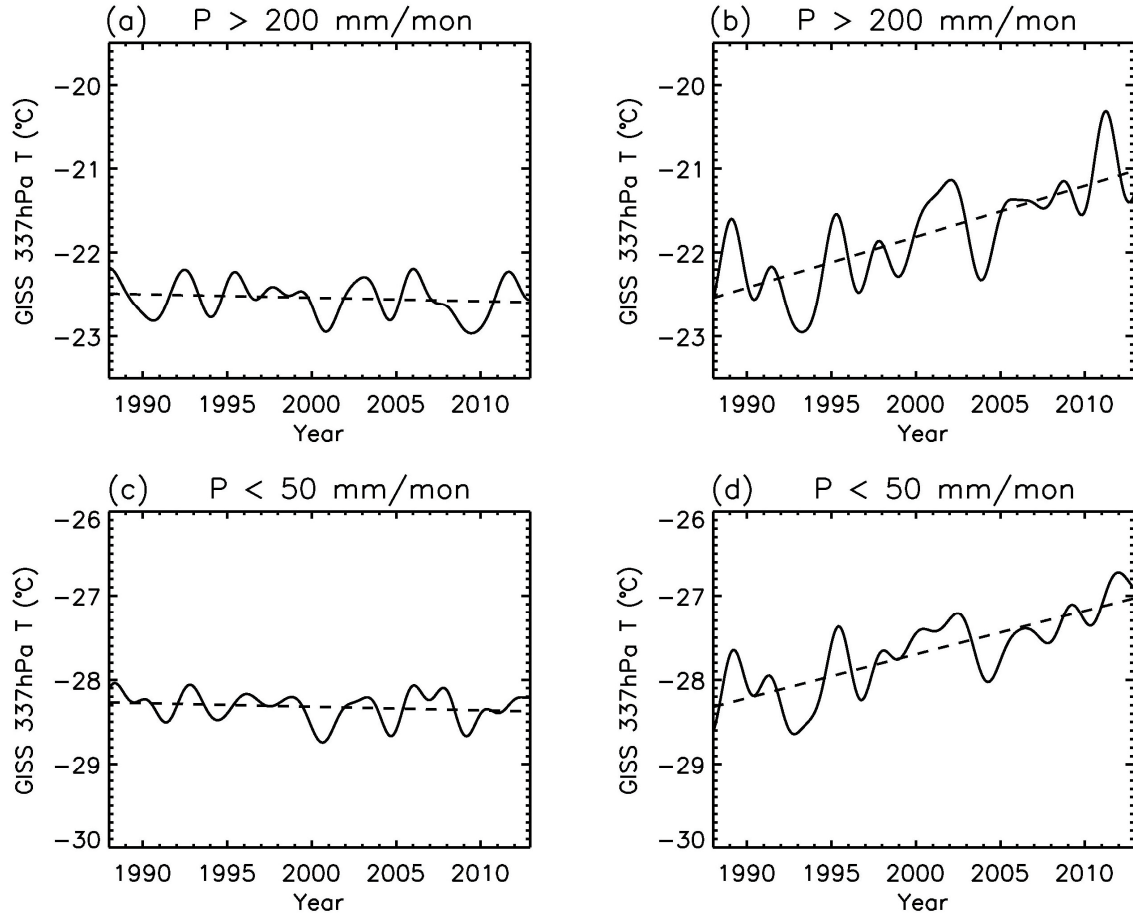 (a) P > 200 mm/mon
GISS 337hPa T (°C)
−20
−21
−22
−23
1990 1995 2000 2005 2010
Year
(b) P > 200 mm/mon
GISS 337hPa T (°C)
−20
−21
−22
−23
1990 1995 2000 2005 2010
Year
(c) P < 50 mm/mon
GISS 337hPa T (°C)
−26
−27
−28
−29
−30
1990 1995 2000 2005 2010
Year
(d) P < 50 mm/mon
GISS 337hPa T (°C)
−26
−27
−28
−29
−30
1990 1995 2000 2005 2010
Year